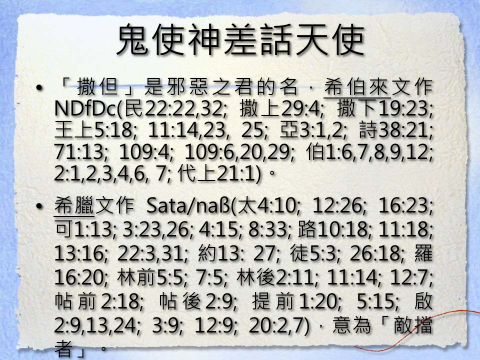 鬼使神差話天使
• 「撒但」是邪惡之君的名，希伯來文作
NDfDc(民22:22,32; 撒上29:4; 撒下19:23;
王上5:18; 11:14,23, 25; 亞3:1,2; 詩38:21;
71:13; 109:4; 109:6,20,29; 伯1:6,7,8,9,12;
2:1,2,3,4,6, 7; 代上21:1)。
• 希臘文作 Sata/naß(太4:10; 12:26; 16:23;
可1:13; 3:23,26; 4:15; 8:33; 路10:18; 11:18;
13:16; 22:3,31; 約13: 27; 徒5:3; 26:18; 羅
16:20; 林前5:5; 7:5; 林後2:11; 11:14; 12:7;
帖前2:18; 帖後2:9; 提前1:20; 5:15; 啟
2:9,13,24; 3:9; 12:9; 20:2,7)，意為「敵擋
者」。